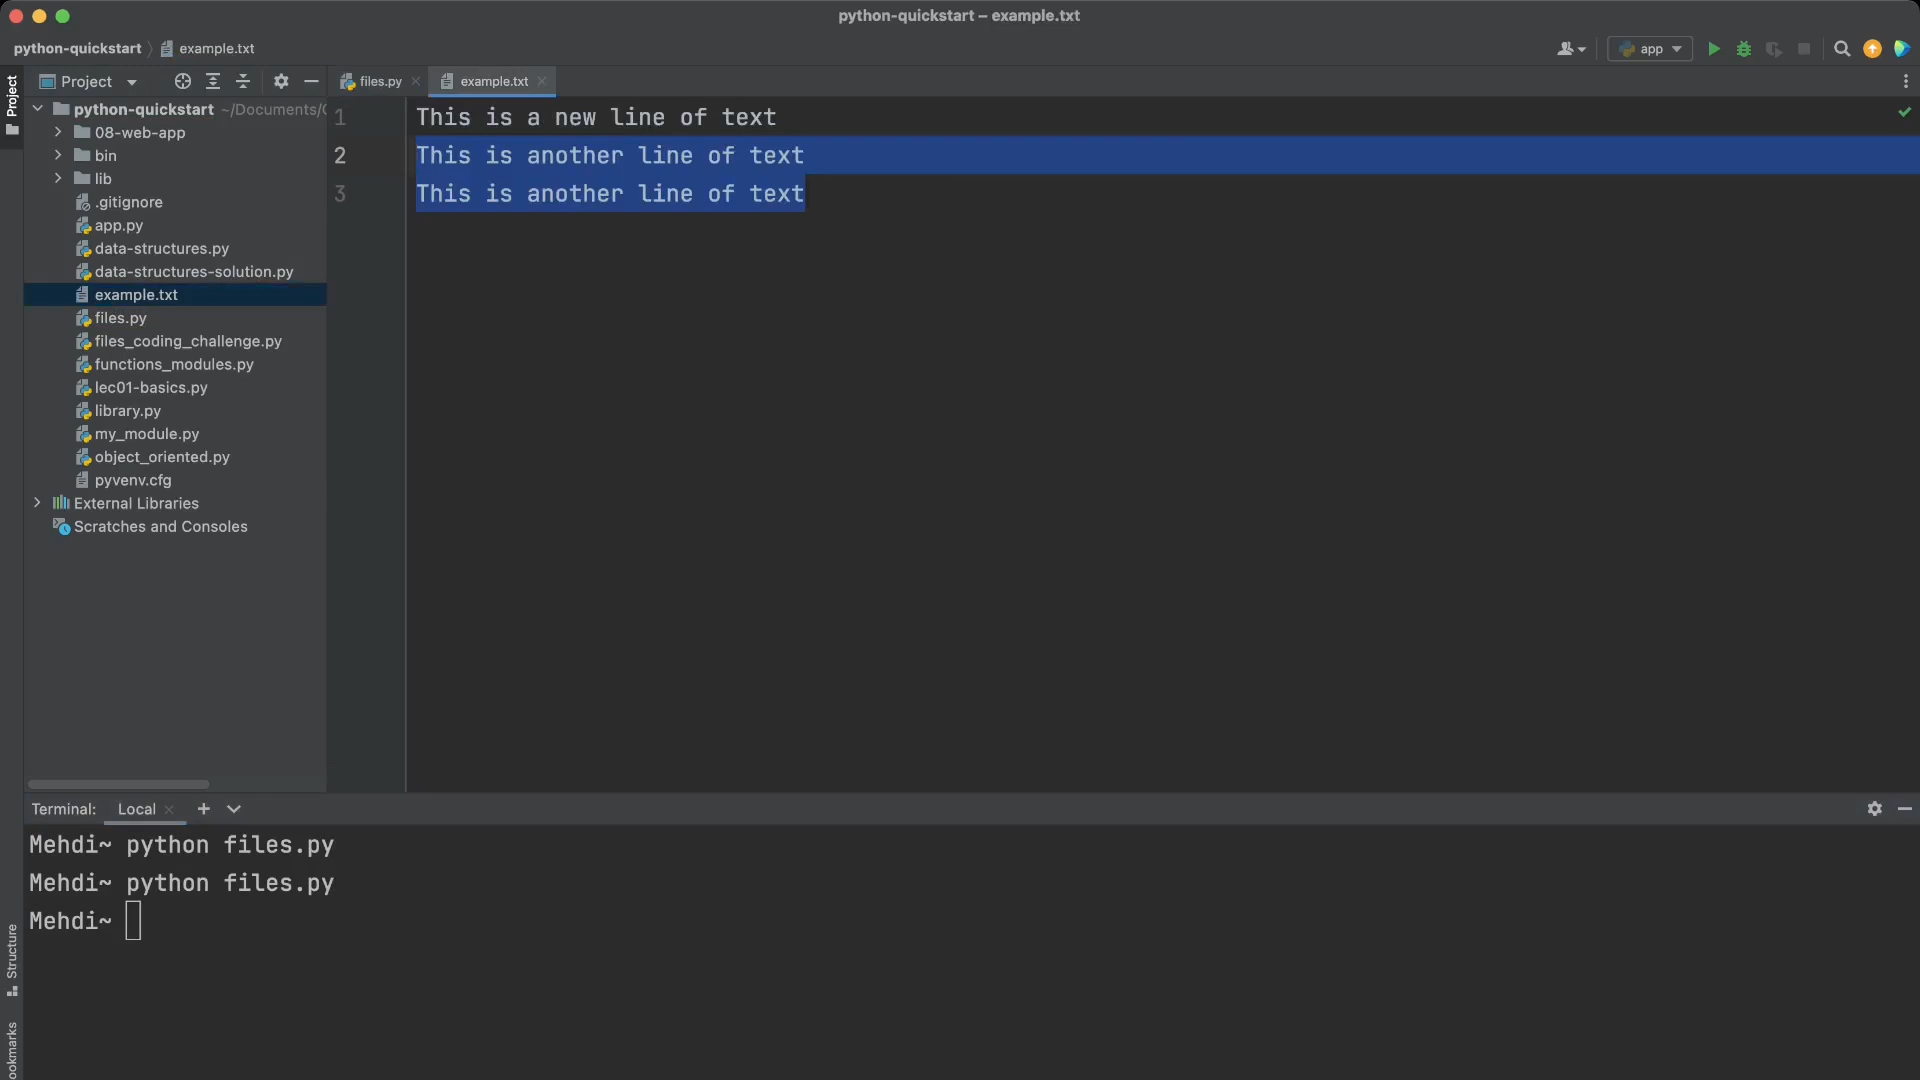 python-quickstart – example.txt
python-quickstart example.txt
app
Project
Project
files.py
example.txt
python-quickstart ~/Documents/
08-web-app
bin
lib
.gitignore
app.py
data-structures.py
data-structures-solution.py
example.txt
files.py
files_coding_challenge.py
functions_modules.py
lec01-basics.py
library.py
my_module.py
object_oriented.py
pyvenv.cfg
External Libraries
Scratches and Consoles
1 This is a new line of text
2 This is another line of text
3 This is another line of text
Terminal: Local
Mehdi~ python files.py
Mehdi~ python files.py
Mehdi~
Structure
ookmarks